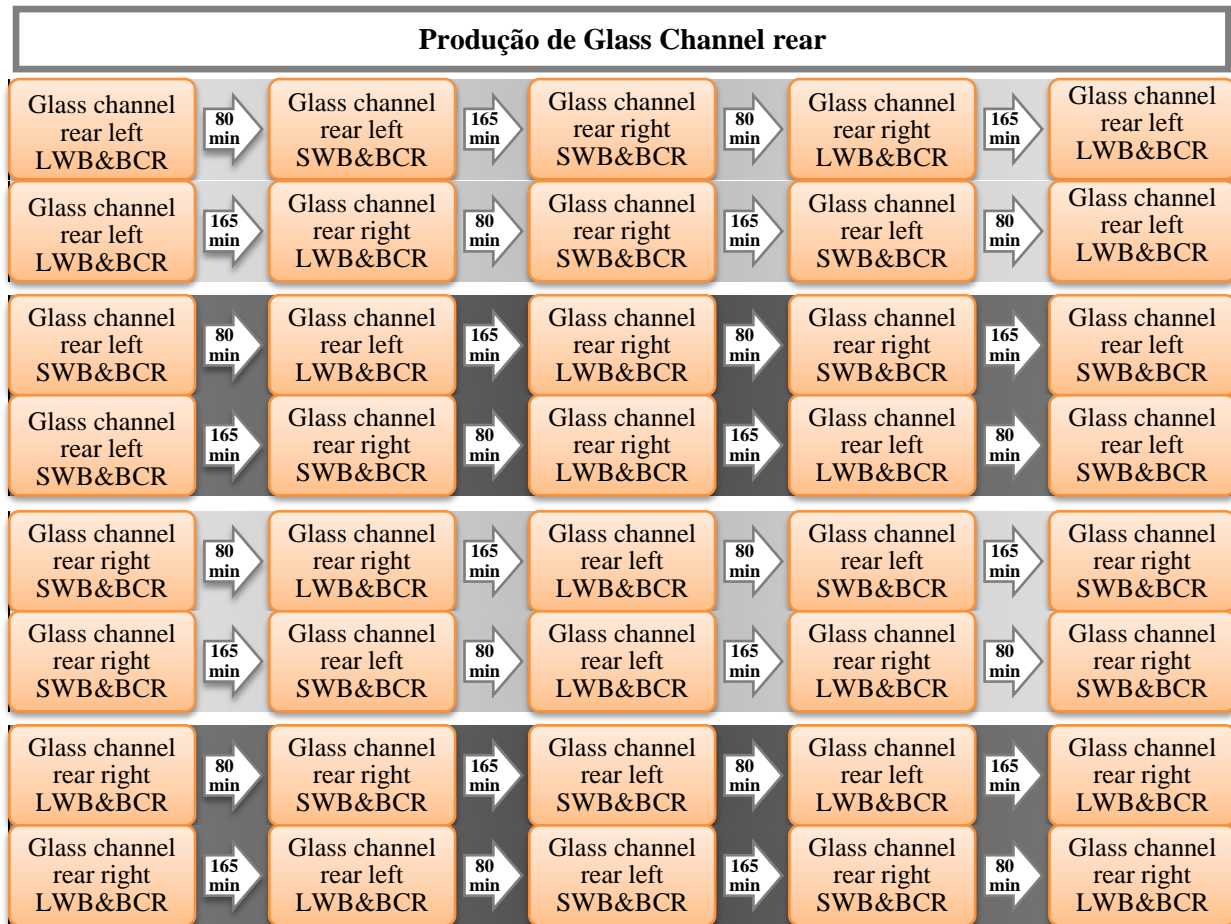 Produção de Glass Channel rear
Glass channel
rear left
LWB&BCR
80
min
Glass channel
rear left
SWB&BCR
165
min
Glass channel
rear right
SWB&BCR
80
min
Glass channel
rear right
LWB&BCR
165
min
Glass channel
rear left
LWB&BCR
Glass channel
rear left
LWB&BCR
165
min
Glass channel
rear right
LWB&BCR
80
min
Glass channel
rear right
SWB&BCR
165
min
Glass channel
rear left
SWB&BCR
80
min
Glass channel
rear left
LWB&BCR
Glass channel
rear left
SWB&BCR
80
min
Glass channel
rear left
LWB&BCR
165
min
Glass channel
rear right
LWB&BCR
80
min
Glass channel
rear right
SWB&BCR
165
min
Glass channel
rear left
SWB&BCR
Glass channel
rear left
SWB&BCR
165
min
Glass channel
rear right
SWB&BCR
80
min
Glass channel
rear right
LWB&BCR
165
min
Glass channel
rear left
LWB&BCR
80
min
Glass channel
rear left
SWB&BCR
Glass channel
rear right
SWB&BCR
80
min
Glass channel
rear right
LWB&BCR
165
min
Glass channel
rear left
LWB&BCR
80
min
Glass channel
rear left
SWB&BCR
165
min
Glass channel
rear right
SWB&BCR
Glass channel
rear right
SWB&BCR
165
min
Glass channel
rear left
SWB&BCR
80
min
Glass channel
rear left
LWB&BCR
165
min
Glass channel
rear right
LWB&BCR
80
min
Glass channel
rear right
SWB&BCR
Glass channel
rear right
LWB&BCR
80
min
Glass channel
rear right
SWB&BCR
165
min
Glass channel
rear left
SWB&BCR
80
min
Glass channel
rear left
LWB&BCR
165
min
Glass channel
rear right
LWB&BCR
Glass channel
rear right
LWB&BCR
165
min
Glass channel
rear left
LWB&BCR
80
min
Glass channel
rear left
SWB&BCR
165
min
Glass channel
rear right
SWB&BCR
80
min
Glass channel
rear right
LWB&BCR